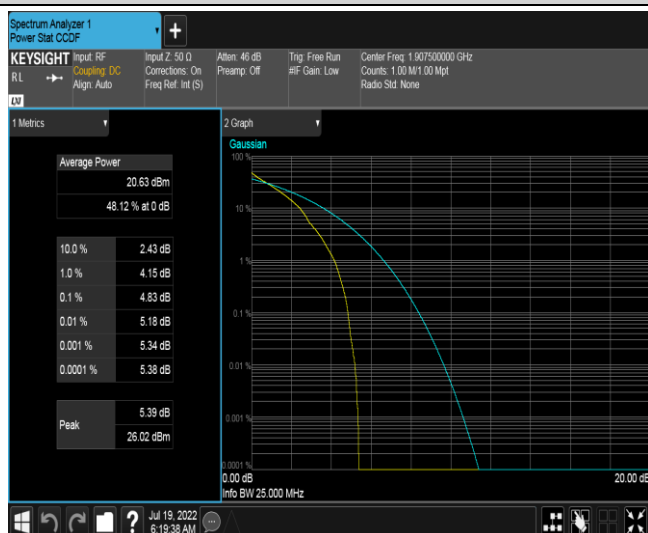 Spectrum Analyzer 1
Power Stat CCDF
+
KEYSIGHT
RL
LXI
Input: RF
Coupling: DC
Align: Auto
Input Z: 50 Ω
Corrections: On
Freq Ref: Int (S)
Atten: 46 dB
Preamp: Off
Trig: Free Run
#IF Gain: Low
Center Freq: 1.907500000 GHz
Counts: 1.00 M/1.00 Mpt
Radio Std: None
1 Metrics
Average Power
20.63 dBm
48.12 % at 0 dB
10.0 % 2.43 dB
1.0 % 4.15 dB
0.1 % 4.83 dB
0.01 % 5.18 dB
0.001 % 5.34 dB
0.0001 % 5.38 dB
Peak
5.39 dB
26.02 dBm
2 Graph
Gaussian
100 %
10 %
1 %
0.1 %
0.01 %
0.001 %
0.0001 %
0.00 dB
20.00 dB
Info BW 25.000 MHz
?
Jul 19, 2022
6:19:38 AM